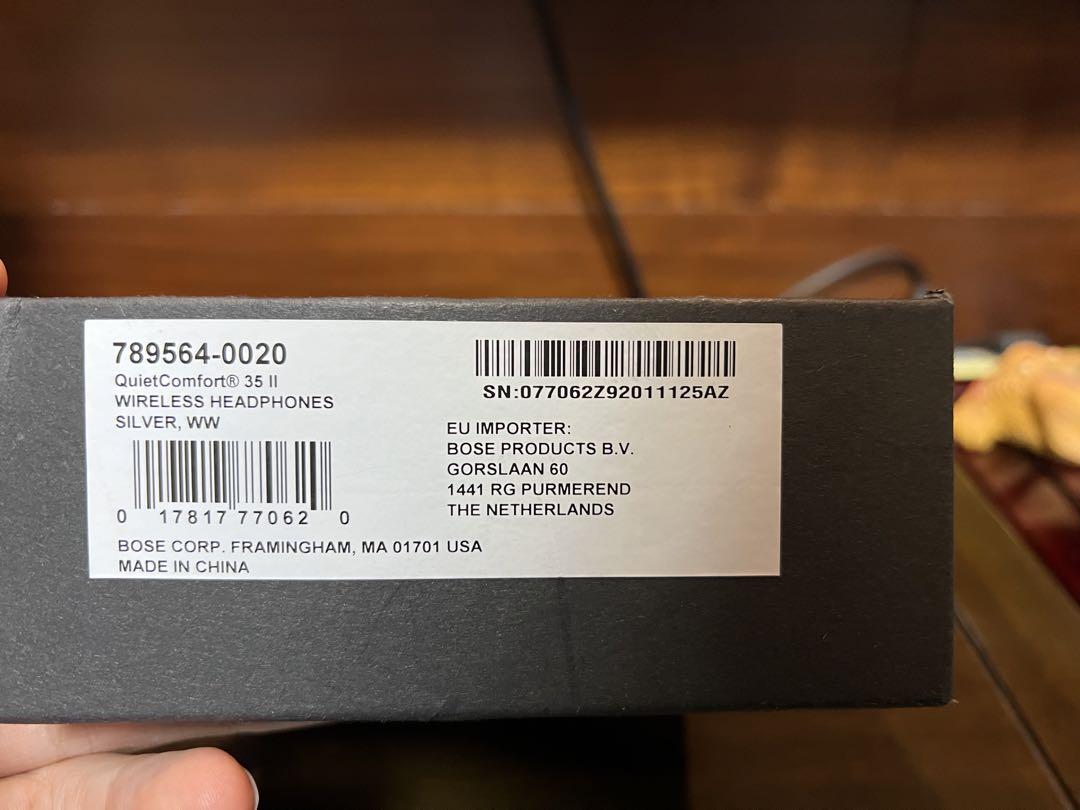 789564-0020
QuietComfort® 35 II
WIRELESS HEADPHONES
SILVER, WW
0 17817 77062 0
SN:077062Z92011125AZ
EU IMPORTER:
BOSE PRODUCTS B.V.
GORSLAAN 60
1441 RG PURMEREND
THE NETHERLANDS
BOSE CORP. FRAMINGHAM, MA 01701 USA
MADE IN CHINA